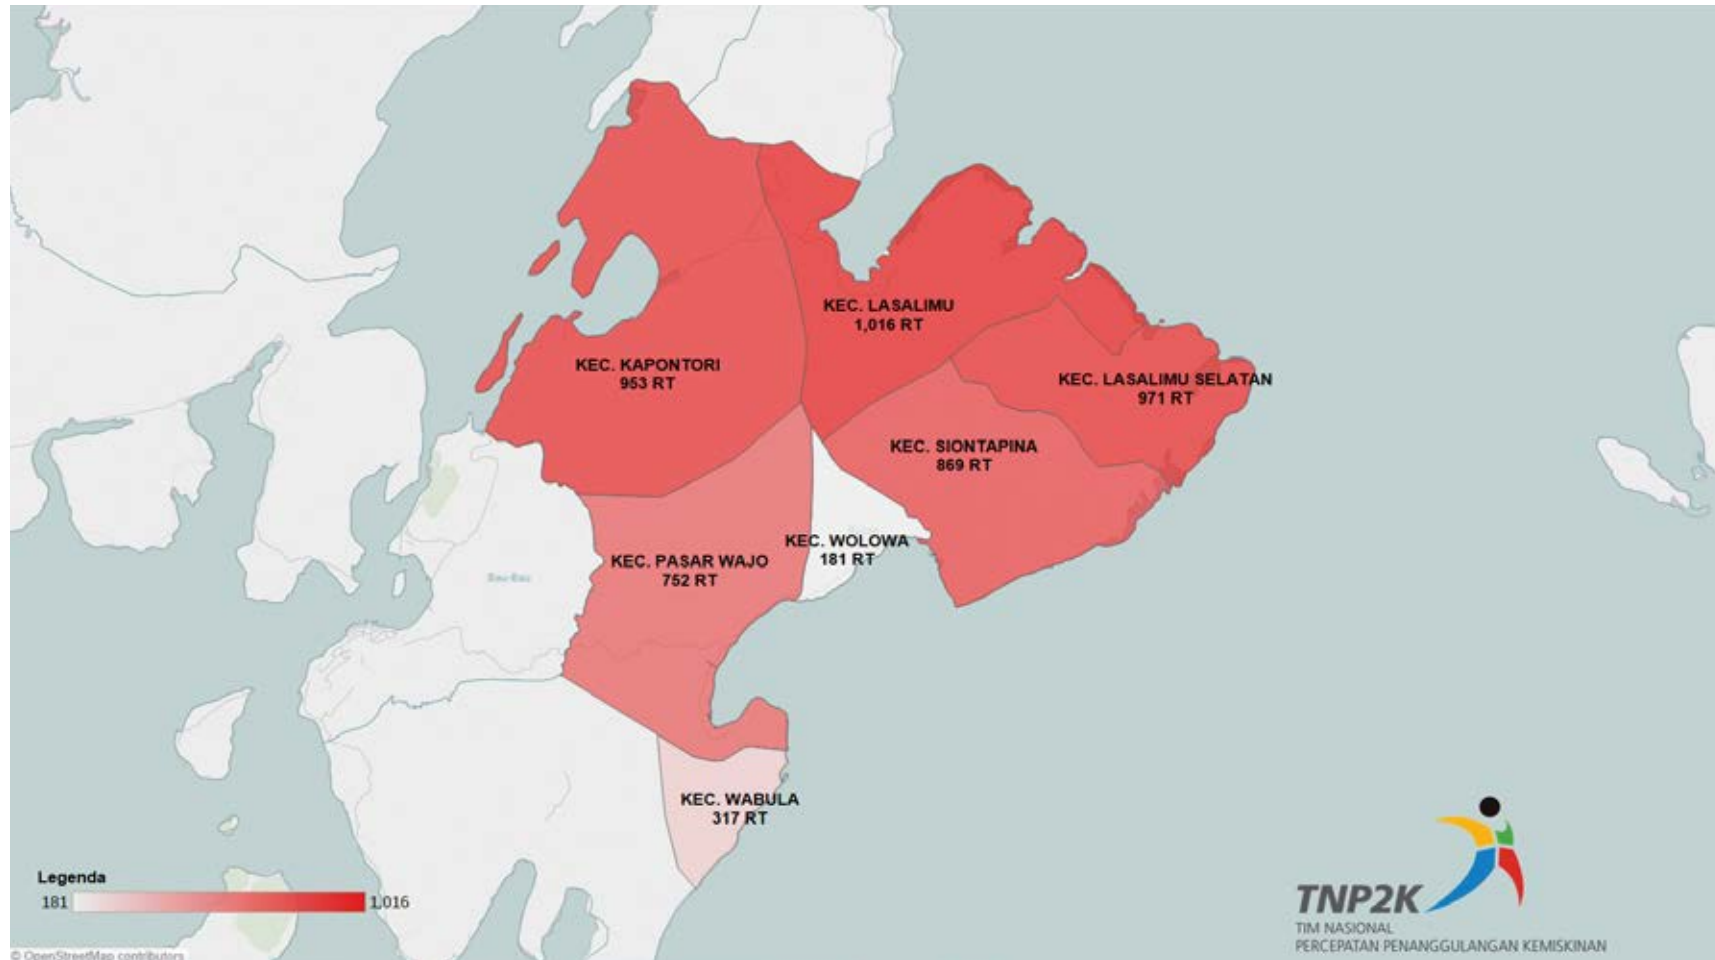 KEC. LASALIMU
1,016 RT
KEC. KAPONTORI
953 RT
KEC. LASALIMU SELATAN
971 RT
KEC. SIONTAPINA
869 RT
KEC. WOLOWA
181 RT
KEC. PASAR WAJO
752 RT
Bau-Bau
KEC. WABULA
317 RT
Legenda
181 1,016
TNP2K
TIM NASIONAL
PERCEPATAN PENANGGULANGAN KEMISKINAN
© OpenStreetMap contributors